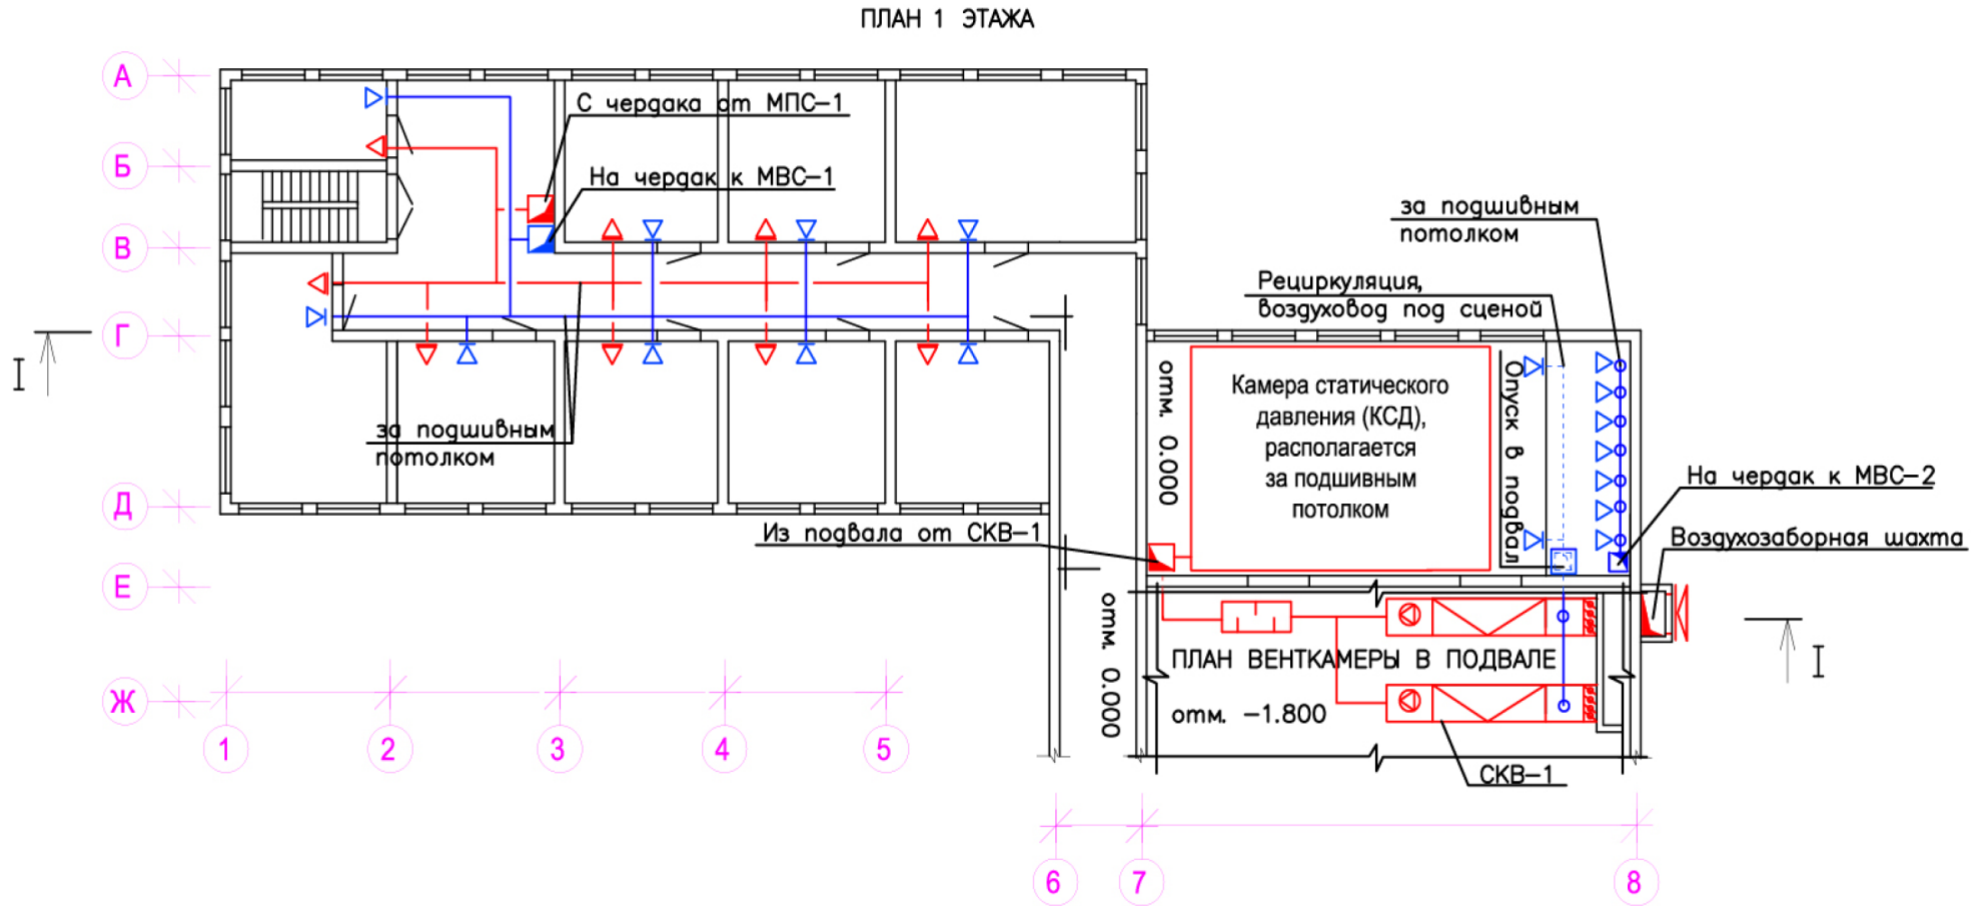 ПЛАН 1 ЭТАЖА
А
Б
В
Г
Д
Е
Ж
С чердака от МПС-1
На чердак к МВС-1
за подшивным
потолком
Рециркуляция,
воздуховод под сценой
I
отм. 0.000
Камера статического
давления (КСД),
располагается
за подшивным
потолком
Опуск в подвал
за подшивным
потолком
На чердак к МВС-2
Из подвала от СКВ-1
Воздухозаборная шахта
отм. 0.000
ПЛАН ВЕНТКАМЕРЫ В ПОДВАЛЕ
I
отм. -1.800
СКВ-1
1
2
3
4
5
6
7
8